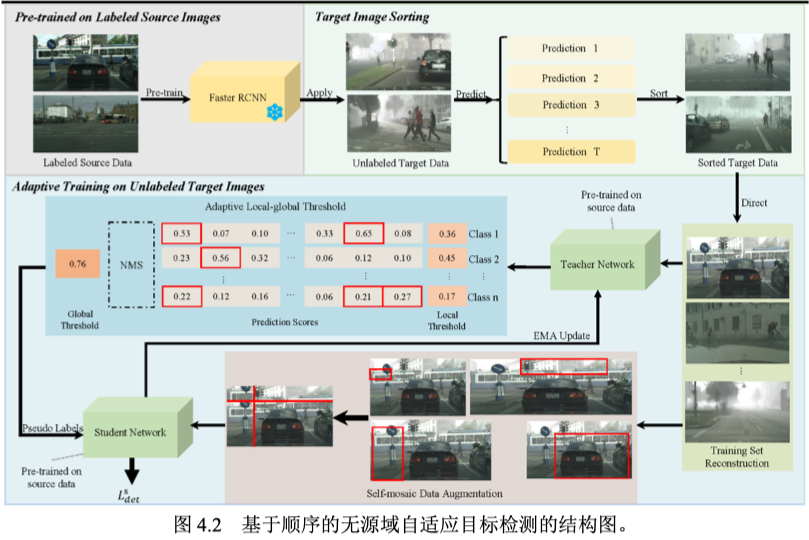 Pre-trained on Labeled Source Images
Target Image Sorting
Pre-train
Faster RCNN
Apply
Predict
Prediction 1
Prediction 2
Prediction 3
⋮
Prediction T
Sort
Labeled Source Data
Unlabeled Target Data
Sorted Target Data
Adaptive Training on Unlabeled Target Images
Direct
Adaptive Local-global Threshold
0.76
Global
Threshold
NMS
0.53 0.07 0.10 ... 0.33 0.65 0.08 0.36 Class 1
0.23 0.56 0.32 ... 0.06 0.12 0.10 0.45 Class 2
⋮ ⋮ ⋮ ⋮
0.22 0.12 0.16 ... 0.06 0.21 0.27 0.17 Class n
Prediction Scores
Local
Threshold
Pre-trained on
source data
Teacher Network
EMA Update
⋮
Training Set
Reconstruction
Pseudo Labels
Student Network
Pre-trained on
source data
L^s_det
Self-mosaic Data Augmentation
图 4.2 基于顺序的无源域自适应目标检测的结构图。